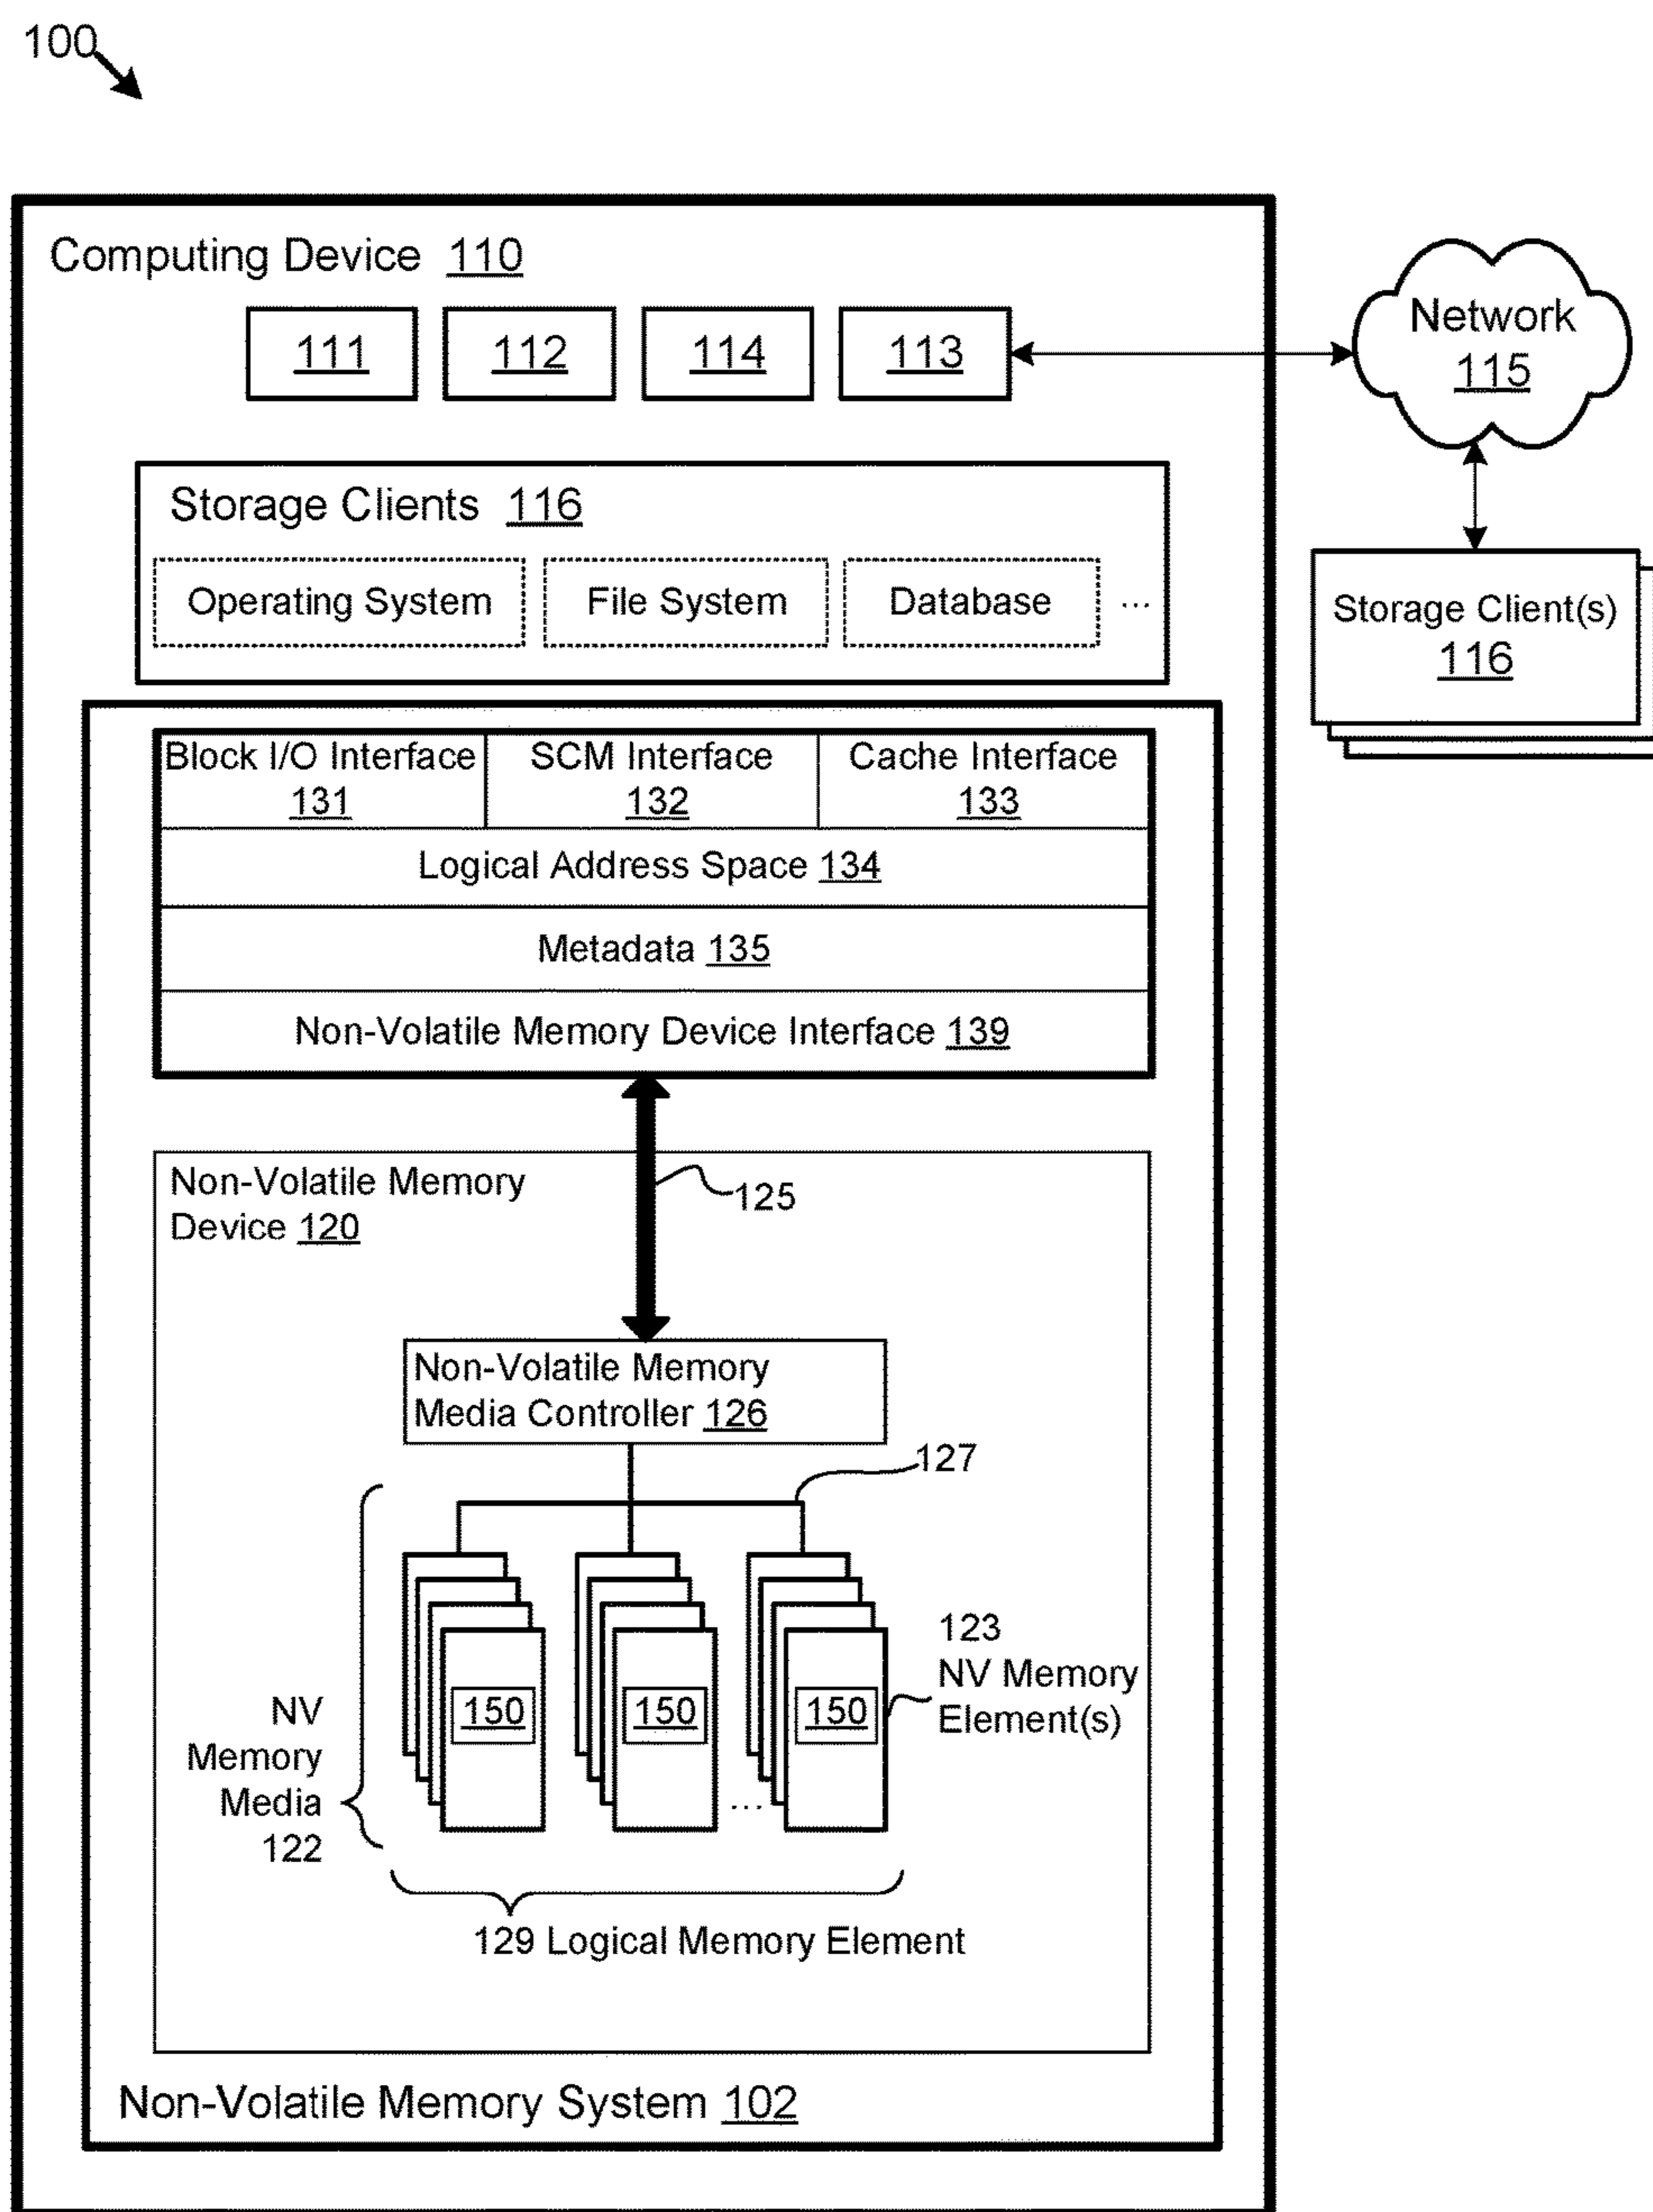 100
Computing Device 110
111 112 114 113
Network
115
Storage Clients 116
Operating System File System Database ...
Storage Client(s)
116
Block I/O Interface
131
SCM Interface
132
Cache Interface
133
Logical Address Space 134
Metadata 135
Non-Volatile Memory Device Interface 139
125
Non-Volatile Memory
Device 120
Non-Volatile Memory
Media Controller 126
127
NV
Memory
Media
122
150 150 ... 150
123
NV Memory
Element(s)
129 Logical Memory Element
Non-Volatile Memory System 102